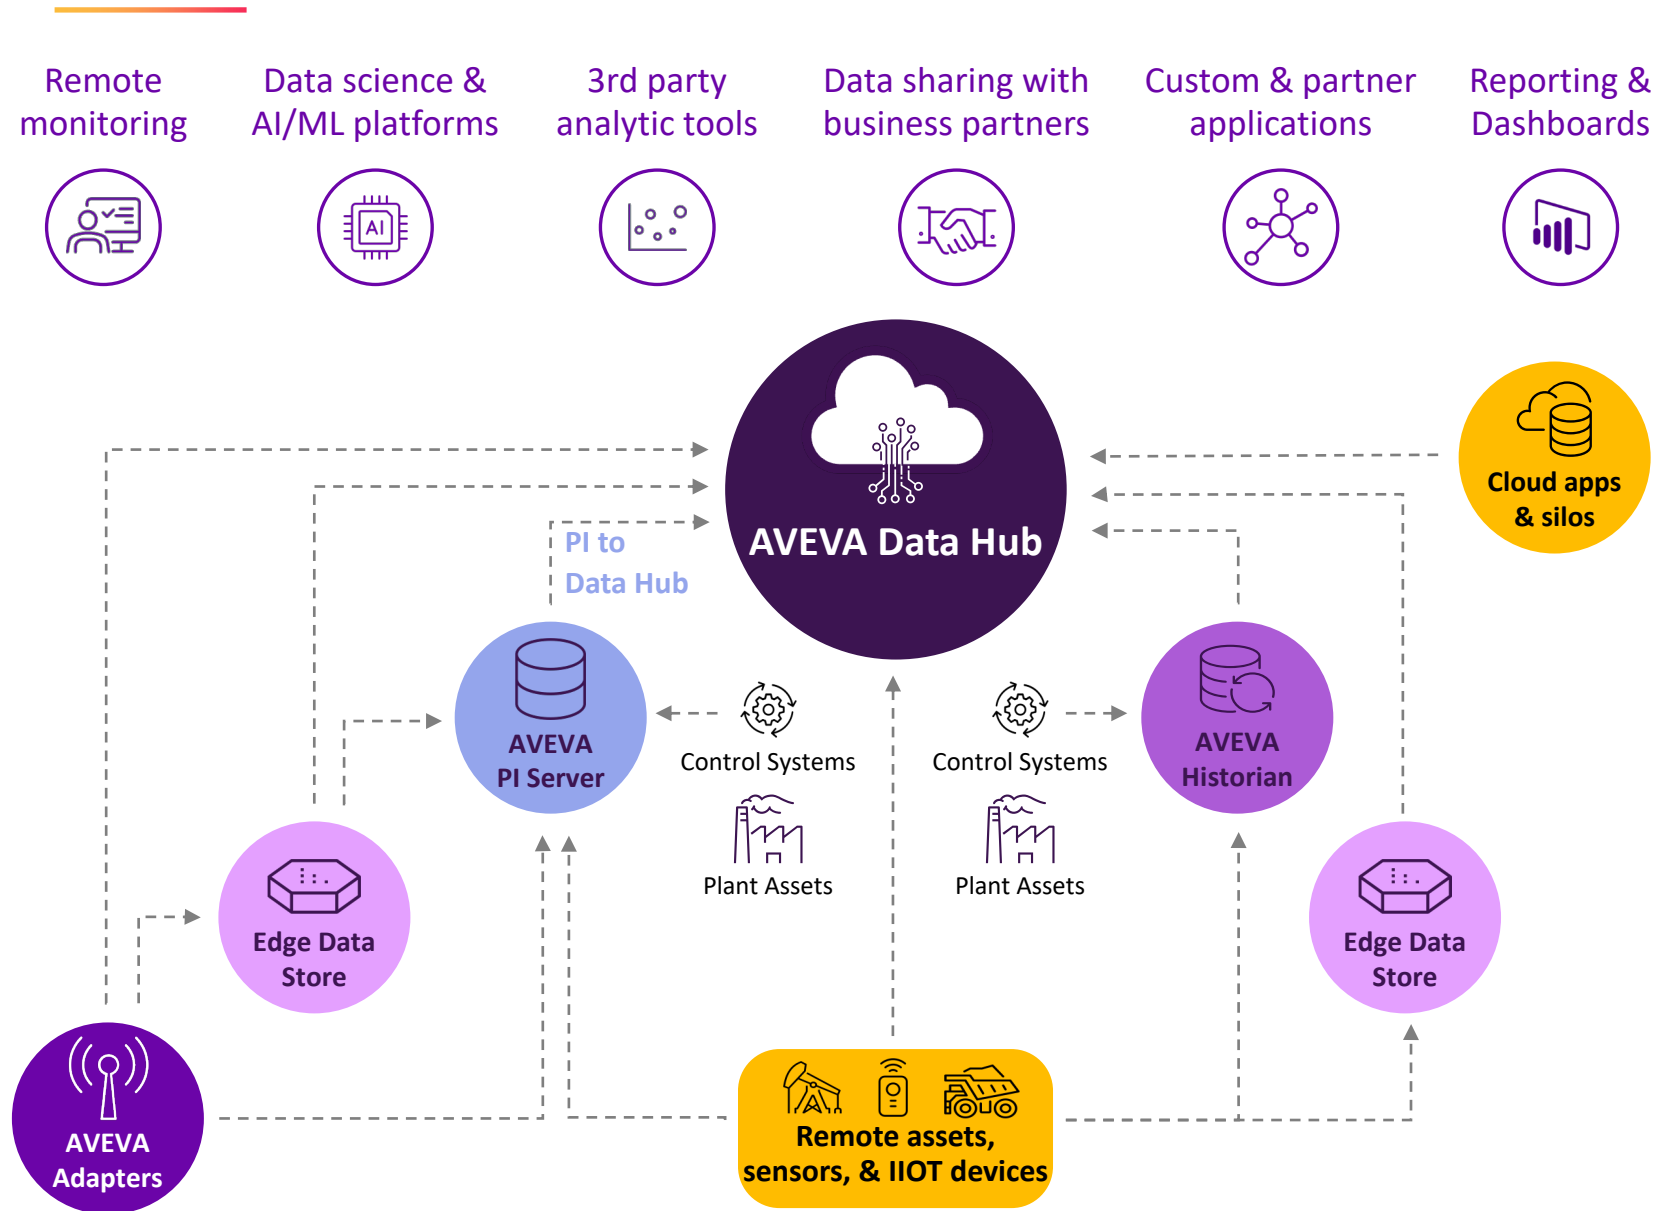 Remote
monitoring
Data science &
AI/ML platforms
3rd party
analytic tools
Data sharing with
business partners
Custom & partner
applications
Reporting &
Dashboards
AI
Cloud apps
& silos
AVEVA Data Hub
PI to
Data Hub
AVEVA
PI Server
Control Systems
Plant Assets
Control Systems
Plant Assets
AVEVA
Historian
Edge Data
Store
Edge Data
Store
AVEVA
Adapters
Remote assets,
sensors, & IIOT devices